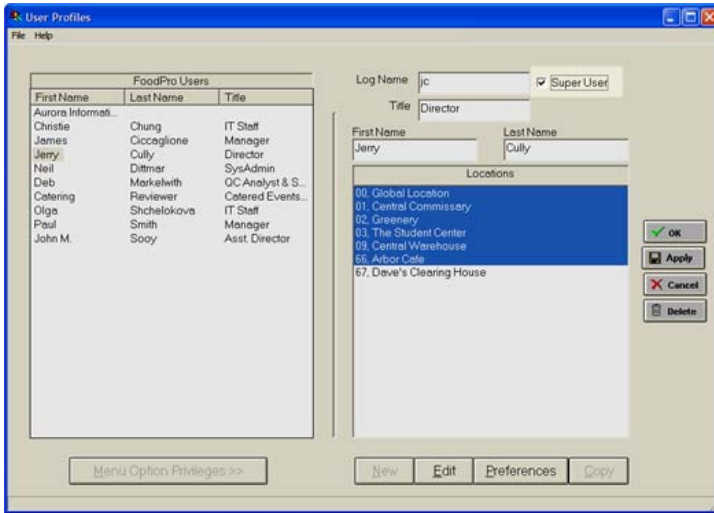 User Profiles
File Help
FoodPro Users
First Name Last Name Title
Aurora Informati...
Christie Chung IT Staff
James Ciccaglione Manager
Jerry Cully Director
Neil Dittmar SysAdmin
Deb Markelwith QC Analyst & S...
Catering Reviewer Catered Events...
Olga Shchelokova IT Staff
Paul Smith Manager
John M. Sooy Asst. Director
Menu Option Privileges >>
Log Name jc Super User
Title Director
First Name Last Name
Jerry Cully
Locations
00, Global Location
01, Central Commissary
02, Greenery
03, The Student Center
09, Central Warehouse
66, Arbor Cafe
67, Dave's Clearing House
New Edit Preferences Copy
OK
Apply
Cancel
Delete